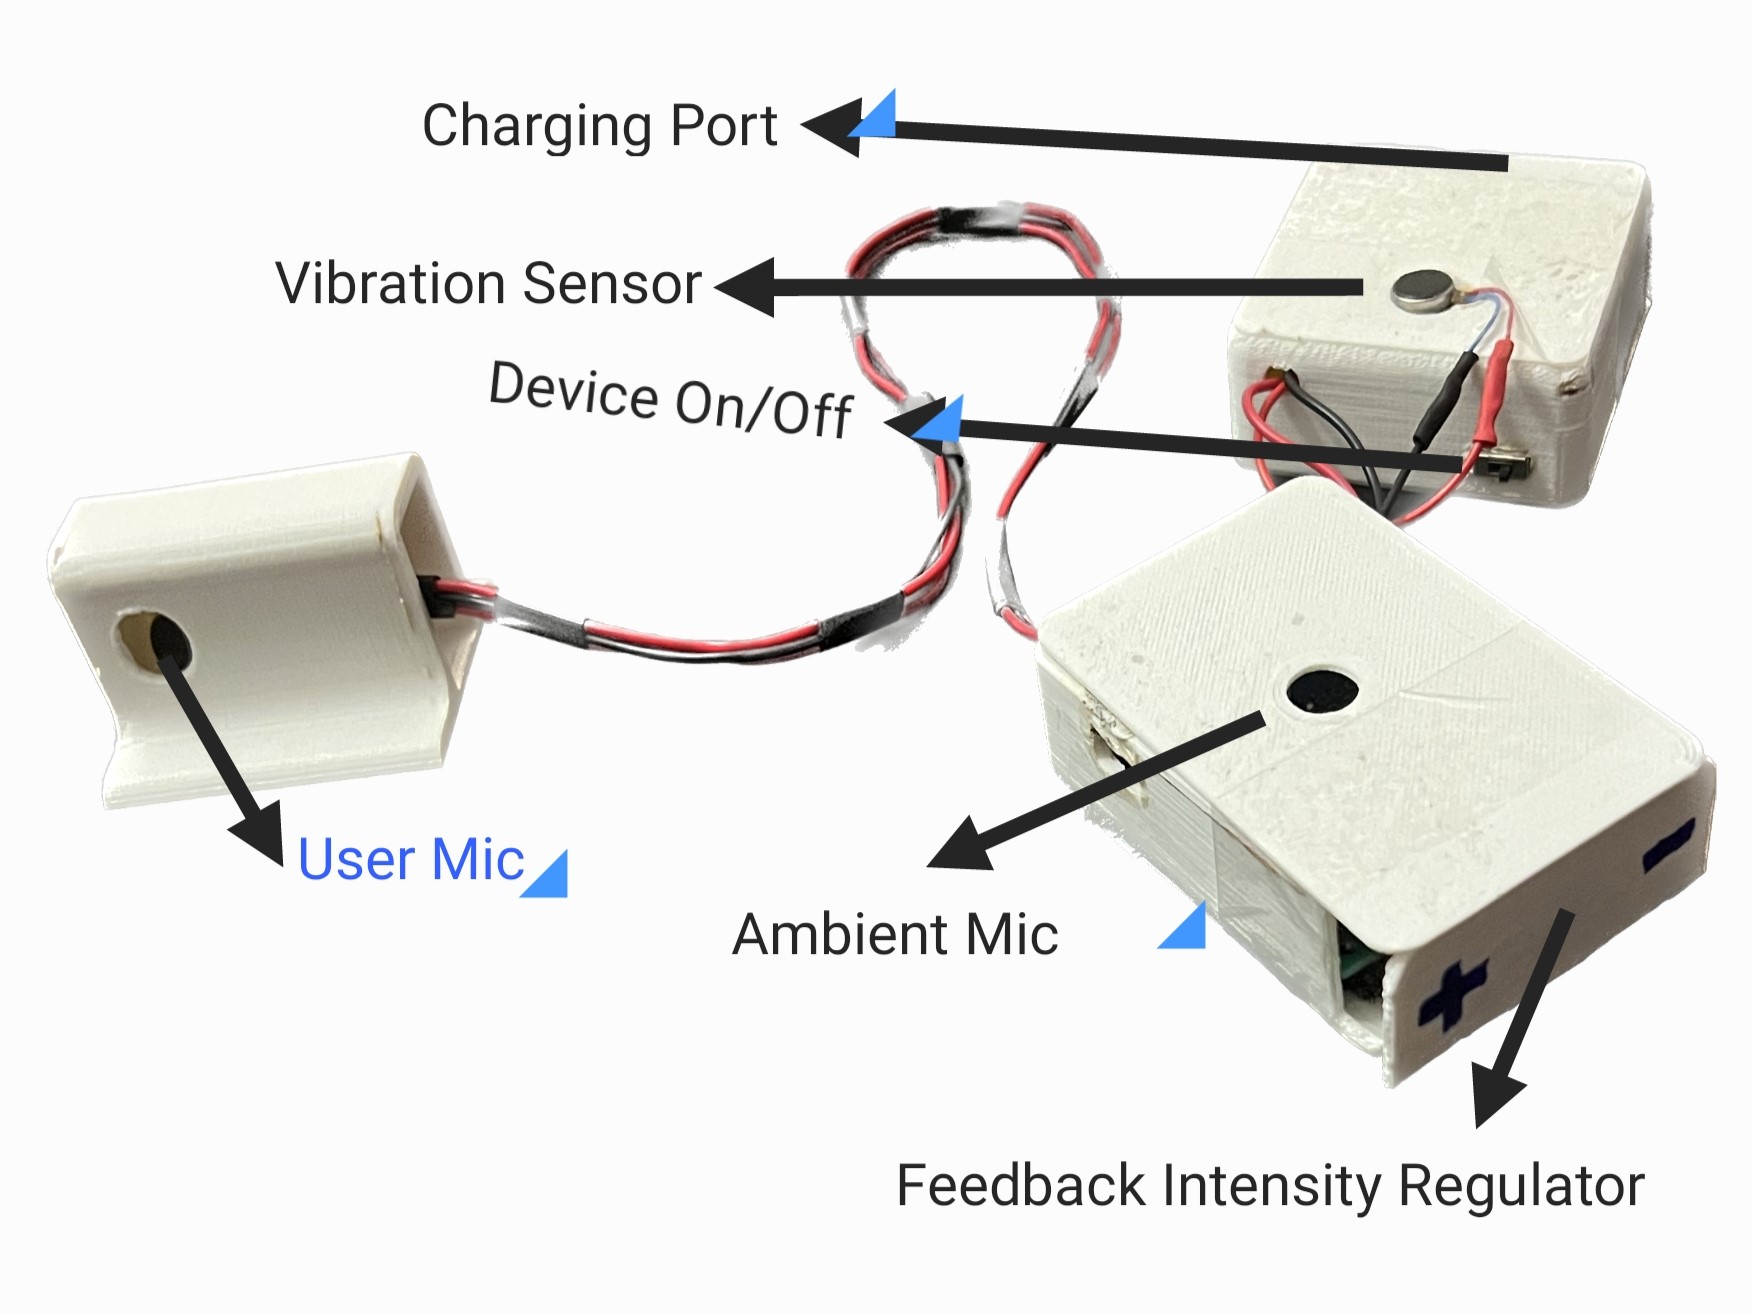 Charging Port
Vibration Sensor
Device On/Off
User Mic
Ambient Mic
Feedback Intensity Regulator
+
-